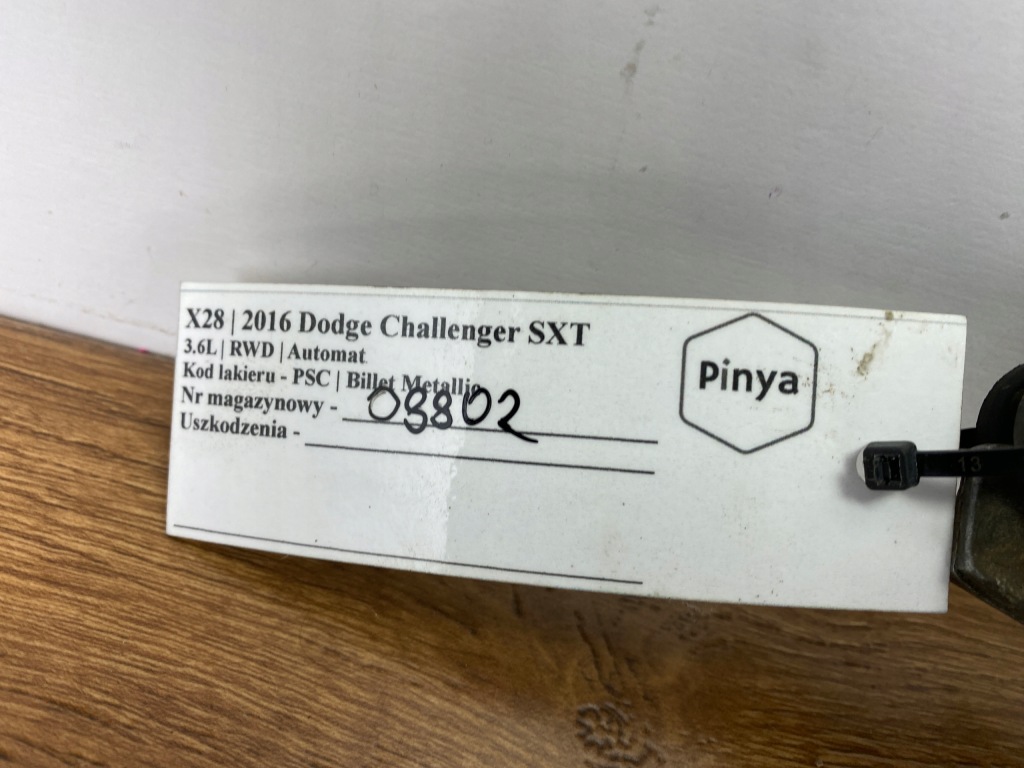 X28 | 2016 Dodge Challenger SXT
3.6L | RWD | Automat
Kod lakieru - PSC | Billet Metallic
Nr magazynowy - 09802
Uszkodzenia -
Pinya
13